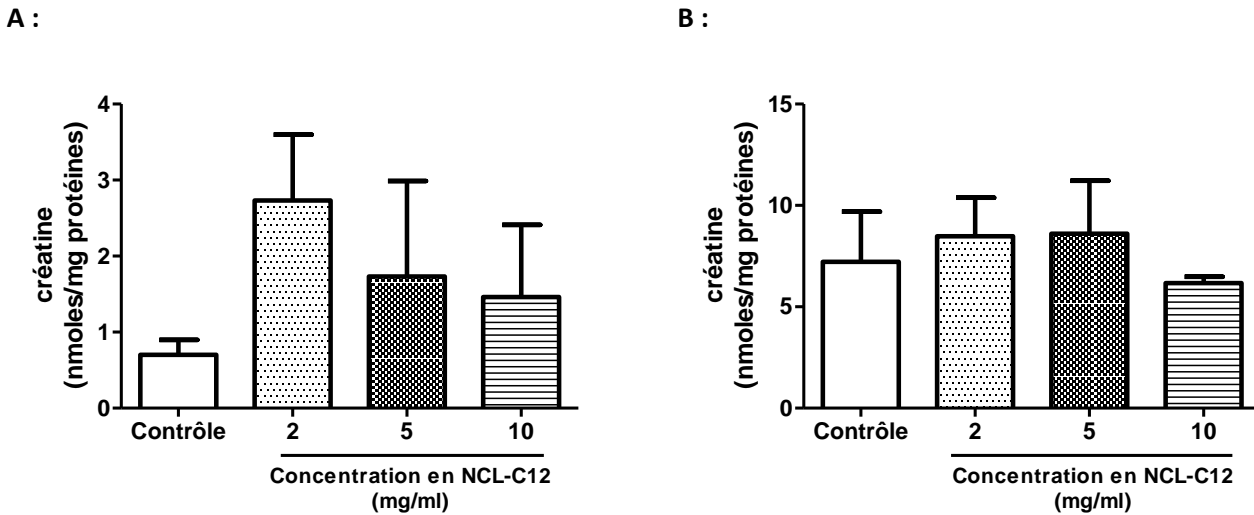 A :
créatine
(nmoles/mg protéines)
4
3
2
1
0
Contrôle
2
5
10
Concentration en NCL-C12
(mg/ml)
B :
créatine
(nmoles/mg protéines)
15
10
5
0
Contrôle
2
5
10
Concentration en NCL-C12
(mg/ml)